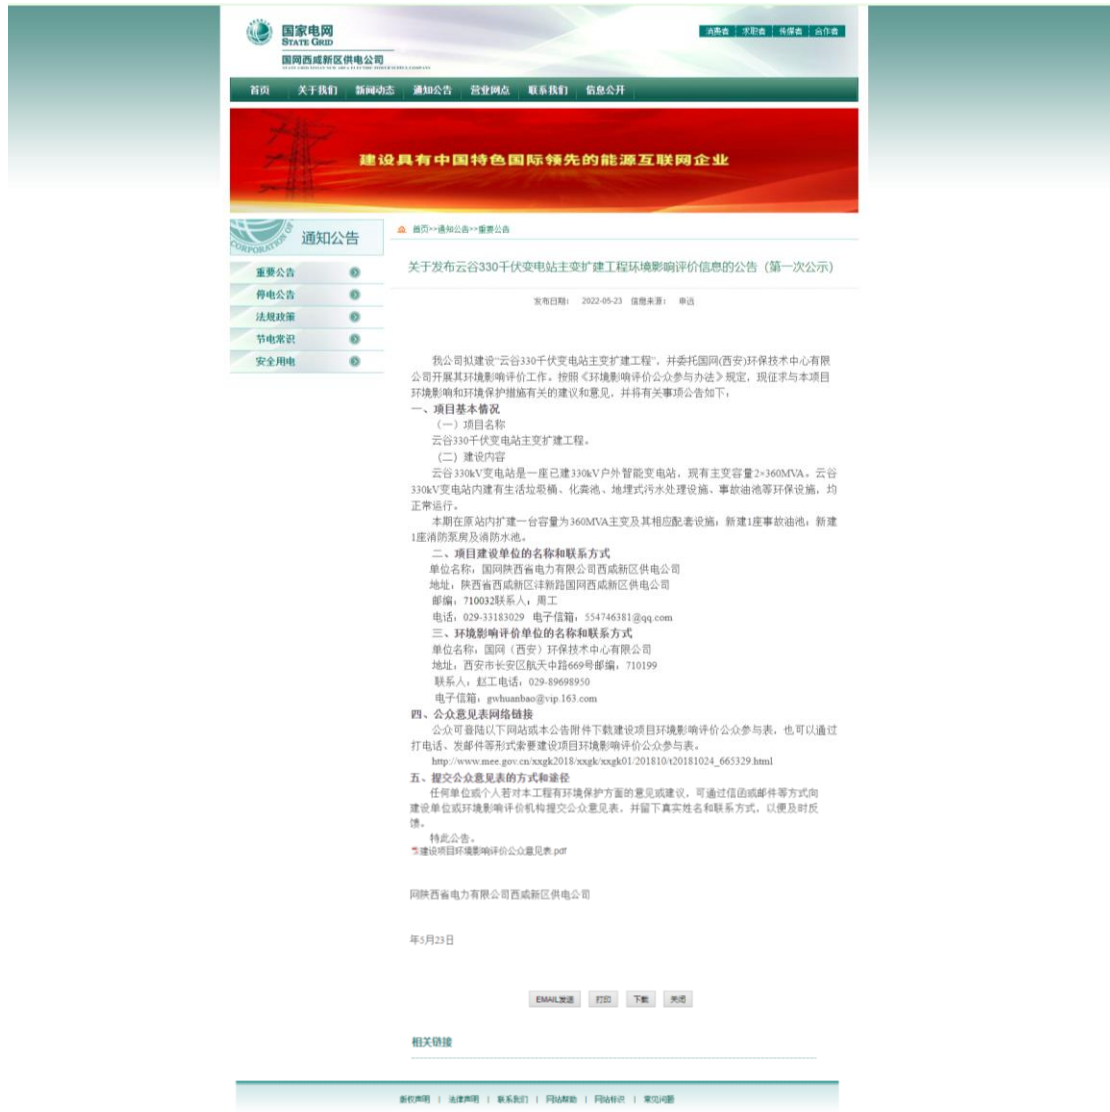 国家电网
STATE GRID
国网西咸新区供电公司
消费者 求职者 传媒者 合作者
首页 关于我们 新闻动态 通知公告 营业网点 联系我们 信息公开
建设具有中国特色国际领先的能源互联网企业
CORPORATION OF
通知公告
首页>>通知公告>>重要公告
重要公告
停电公告
法规政策
节电常识
安全用电
关于发布云谷330千伏变电站主变扩建工程环境影响评价信息的公告（第一次公示）
发布日期： 2022-05-23 信息来源：
我公司拟建设“云谷330千伏变电站主变扩建工程”，并委托国网(西安)环保技术中心有限
公司开展其环境影响评价工作。按照《环境影响评价公众参与办法》规定，现征求与本项目
环境影响和环境保护措施有关的建议和意见，并将有关事项公告如下：
一、项目基本情况
（一）项目名称
云谷330千伏变电站主变扩建工程。
（二）建设内容
云谷330kV变电站是一座已建330kV户外智能变电站，现有主变容量2×360MVA。云谷
330kV变电站内建有生活垃圾桶、化粪池、地埋式污水处理设施、事故油池等环保设施，均
正常运行。
本期在原站内扩建一台容量为360MVA主变及其相应配套设施；新建1座事故油池；新建
1座消防泵房及消防水池。
二、项目建设单位的名称和联系方式
单位名称：国网陕西省电力有限公司西咸新区供电公司
地址：陕西省西咸新区沣新路国网西咸新区供电公司
邮编：710032联系人：周工
电话：029-33183029 电子信箱：554746381@qq.com
三、环境影响评价单位的名称和联系方式
单位名称：国网（西安）环保技术中心有限公司
地址：西安市长安区航天中路669号邮编：710199
联系人：赵工电话：029-89698950
电子信箱：gwhuanbao@vip.163.com
四、公众意见表网络链接
公众可登陆以下网站或本公告附件下载建设项目环境影响评价公众参与表，也可以通过
打电话、发邮件等形式索要建设项目环境影响评价公众参与表。
http://www.mee.gov.cn/xxgk2018/xxgk/xxgk01/201810/t20181024_665329.html
五、提交公众意见表的方式和途径
任何单位或个人若对本工程有环境保护方面的意见或建议，可通过信函或邮件等方式向
建设单位或环境影响评价机构提交公众意见表，并留下真实姓名和联系方式，以便及时反
馈。
特此公告。
建设项目环境影响评价公众意见表.pdf
网陕西省电力有限公司西咸新区供电公司
年5月23日
EMAIL发送 打印 下载 关闭
相关链接
版权声明 | 法律声明 | 联系我们 | 网站帮助 | 网站标识 | 常见问题